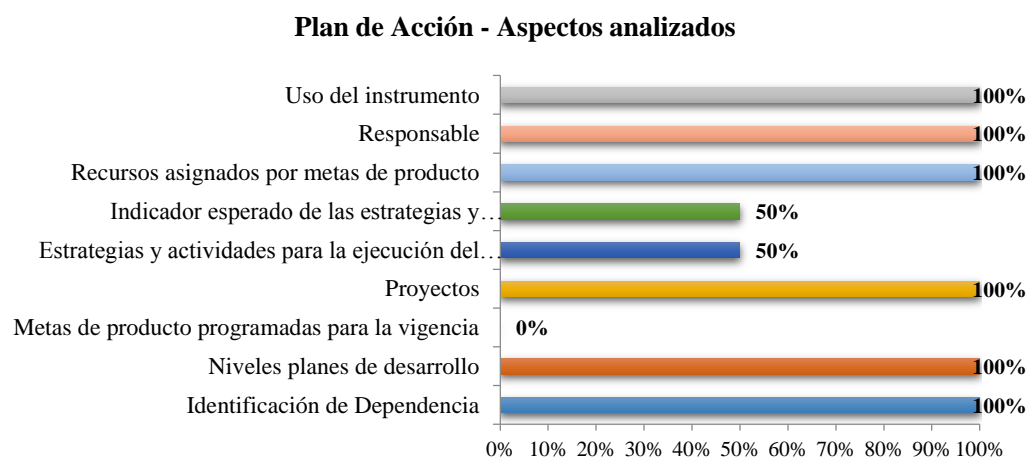 Plan de Acción - Aspectos analizados
Uso del instrumento 100%
Responsable 100%
Recursos asignados por metas de producto 100%
Indicador esperado de las estrategias y… 50%
Estrategias y actividades para la ejecución del… 50%
Proyectos 100%
Metas de producto programadas para la vigencia 0%
Niveles planes de desarrollo 100%
Identificación de Dependencia 100%
0% 10% 20% 30% 40% 50% 60% 70% 80% 90% 100%